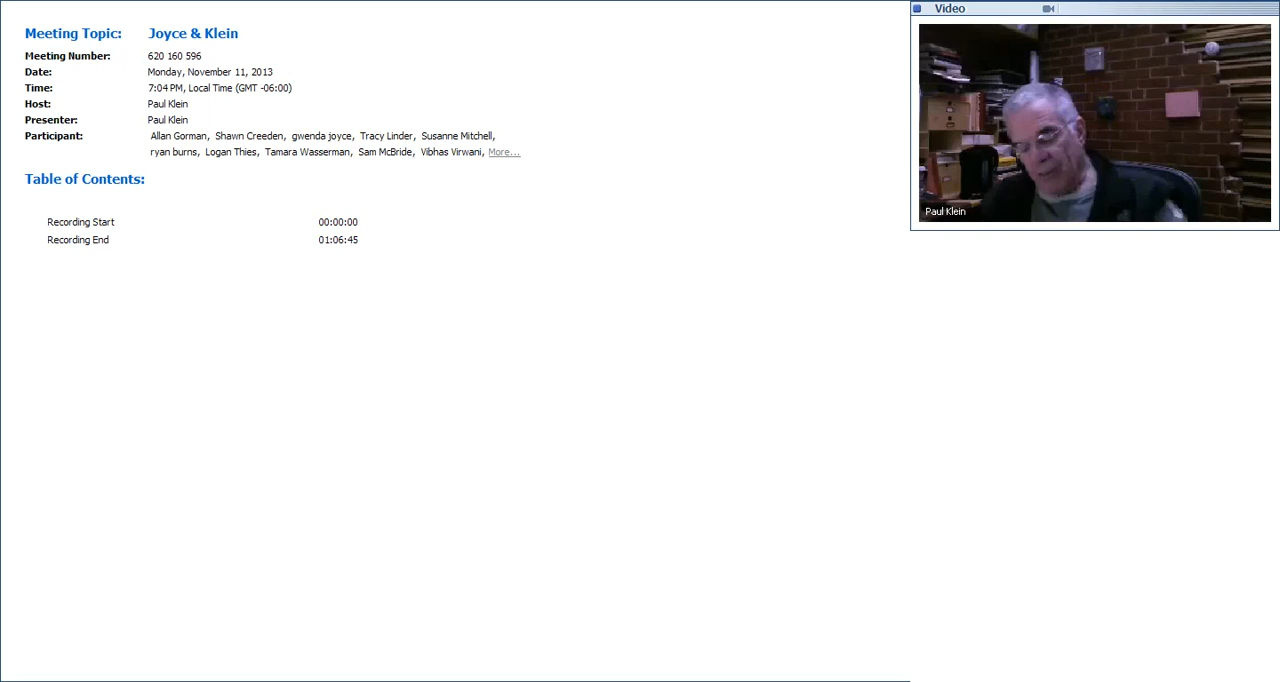 Meeting Topic: Joyce & Klein
Meeting Number: 620 160 596
Date: Monday, November 11, 2013
Time: 7:04 PM, Local Time (GMT -06:00)
Host: Paul Klein
Presenter: Paul Klein
Participant: Allan Gorman, Shawn Creeden, gwenda joyce, Tracy Linder, Susanne Mitchell,
ryan burns, Logan Thies, Tamara Wasserman, Sam McBride, Vibhas Virwani, More...
Table of Contents:
Recording Start 00:00:00
Recording End 01:06:45
Video
Paul Klein